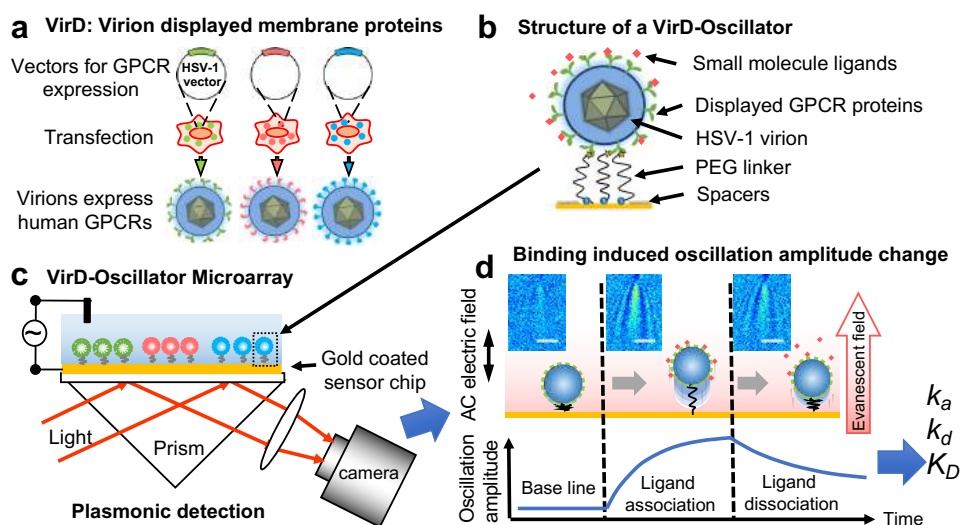 a VirD: Virion displayed membrane proteins
Vectors for GPCR
expression
HSV-1
vector
Transfection
Virions express
human GPCRs
b Structure of a VirD-Oscillator
Small molecule ligands
Displayed GPCR proteins
HSV-1 virion
PEG linker
Spacers
c VirD-Oscillator Microarray
~
Gold coated
sensor chip
Light
Prism
camera
Plasmonic detection
d Binding induced oscillation amplitude change
AC electric field
Evanescent field
Oscillation
amplitude
Base line
Ligand
association
Ligand
dissociation
Time
ka
kd
KD